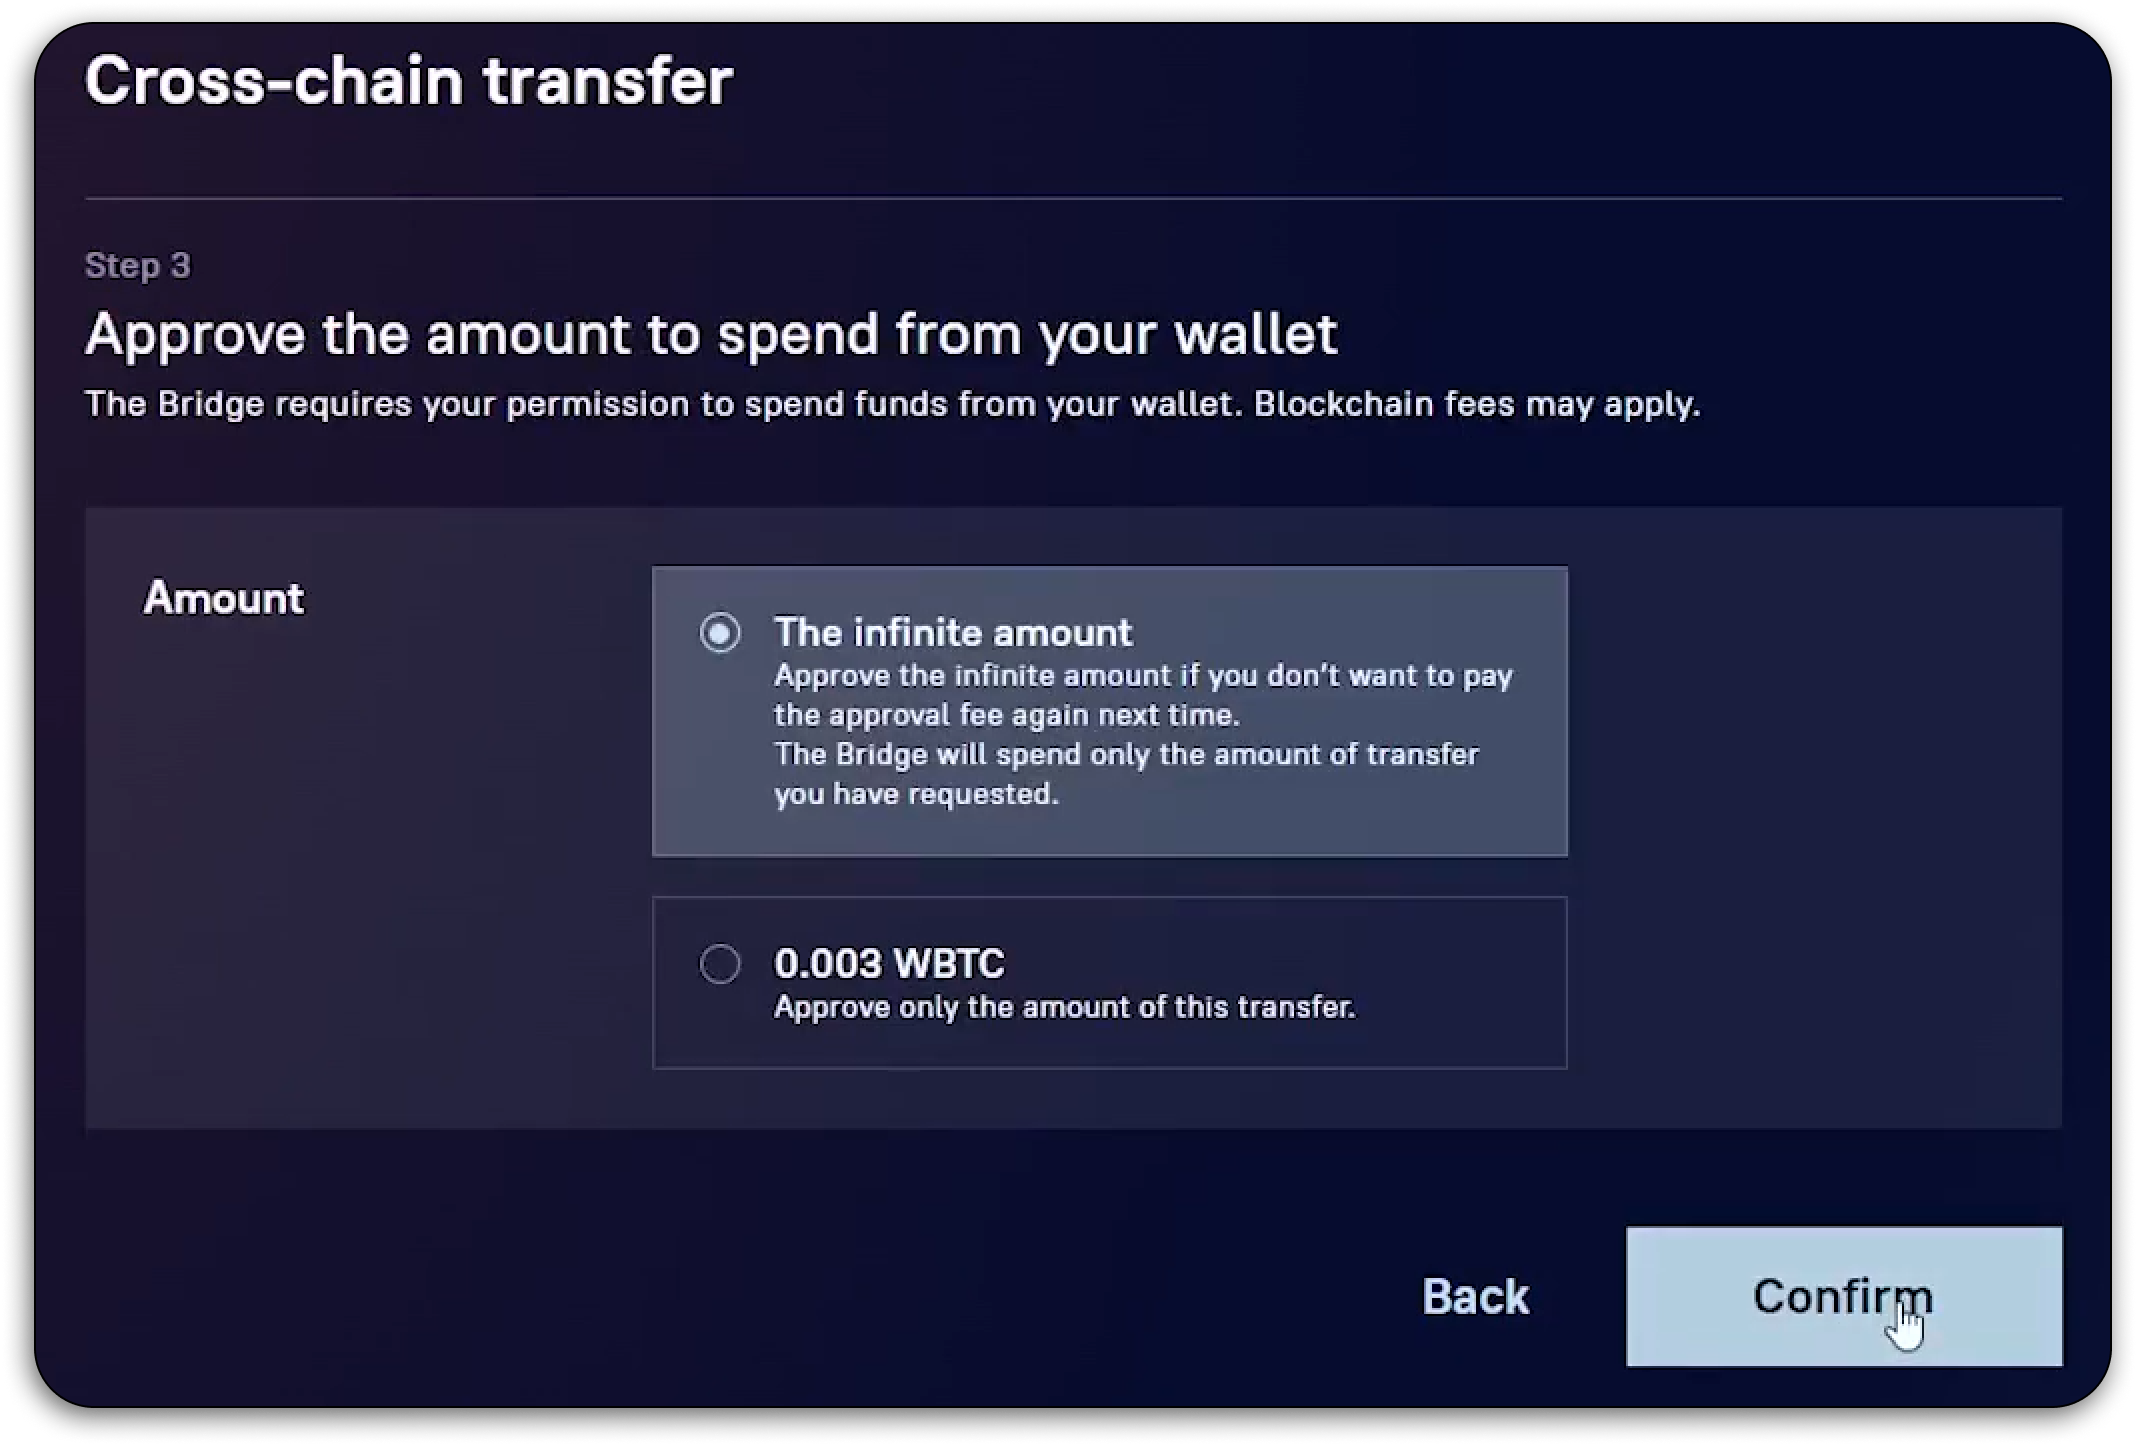 Cross-chain transfer
Step 3
Approve the amount to spend from your wallet
The Bridge requires your permission to spend funds from your wallet. Blockchain fees may apply.
Amount
The infinite amount
Approve the infinite amount if you don't want to pay
the approval fee again next time.
The Bridge will spend only the amount of transfer
you have requested.
0.003 WBTC
Approve only the amount of this transfer.
Back
Confirm